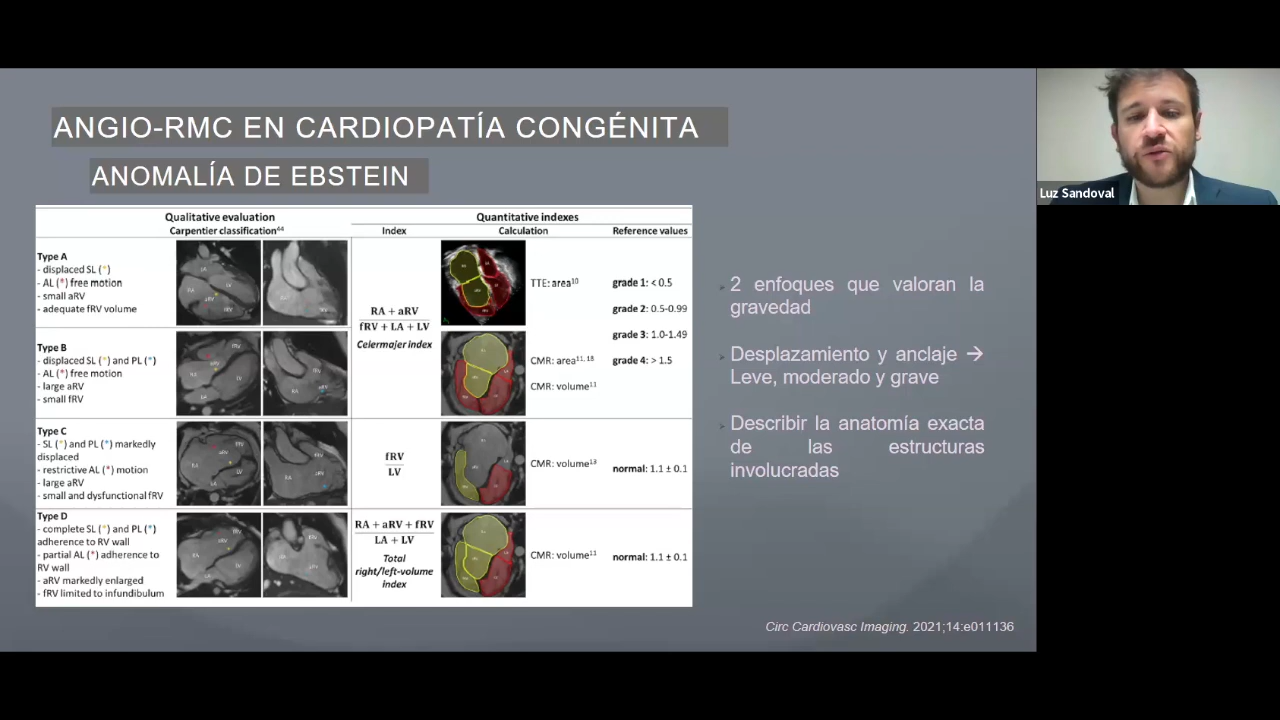 ANGIO-RMC EN CARDIOPATÍA CONGÉNITA
ANOMALÍA DE EBSTEIN
Qualitative evaluation
Carpentier classification⁴⁴
Quantitative indexes
Index
Calculation
Reference values
Type A
- displaced SL (*)
- AL (*) free motion
- small aRV
- adequate fRV volume
Type B
- displaced SL (*) and PL (*)
- AL (*) free motion
- large aRV
- small fRV
Type C
- SL (*) and PL (*) markedly
displaced
- restrictive AL (*) motion
- large aRV
- small and dysfunctional fRV
Type D
- complete SL (*) and PL (*)
adherence to RV wall
- partial AL (*) adherence to
RV wall
- aRV markedly enlarged
- fRV limited to infundibulum
RA + aRV
fRV + LA + LV
Celermajer index
fRV
LV
RA + aRV + fRV
LA + LV
Total
right/left-volume
index
TTE: area¹⁰
CMR: area¹¹˒ ¹⁸
CMR: volume¹¹
CMR: volume¹³
CMR: volume¹¹
grade 1: < 0.5
grade 2: 0.5-0.99
grade 3: 1.0-1.49
grade 4: > 1.5
normal: 1.1 ± 0.1
normal: 1.1 ± 0.1
2 enfoques que valoran la
gravedad
Desplazamiento y anclaje →
Leve, moderado y grave
Describir la anatomía exacta
de las estructuras
involucradas
Circ Cardiovasc Imaging. 2021;14:e011136
Luz Sandoval